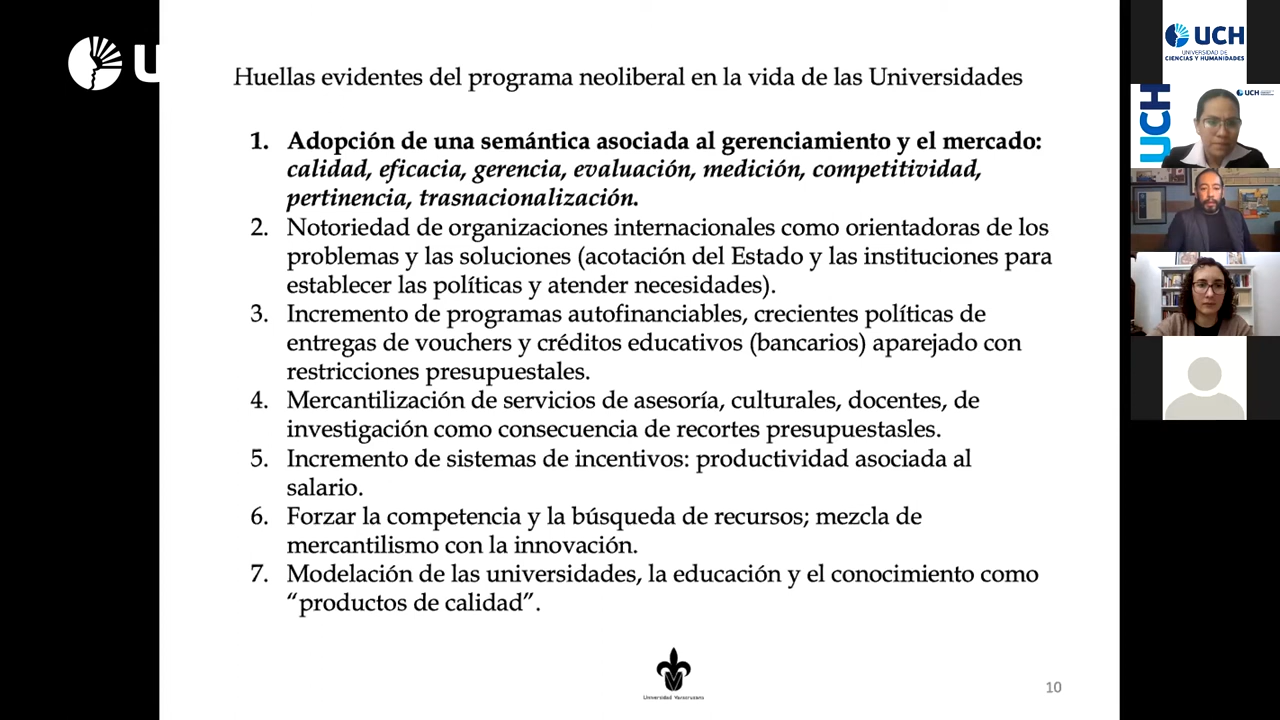 U
Huellas evidentes del programa neoliberal en la vida de las Universidades
1. Adopción de una semántica asociada al gerenciamiento y el mercado:
calidad, eficacia, gerencia, evaluación, medición, competitividad,
pertinencia, trasnacionalización.
2. Notoriedad de organizaciones internacionales como orientadoras de los
problemas y las soluciones (acotación del Estado y las instituciones para
establecer las políticas y atender necesidades).
3. Incremento de programas autofinanciables, crecientes políticas de
entregas de vouchers y créditos educativos (bancarios) aparejado con
restricciones presupuestales.
4. Mercantilización de servicios de asesoría, culturales, docentes, de
investigación como consecuencia de recortes presupuestasles.
5. Incremento de sistemas de incentivos: productividad asociada al
salario.
6. Forzar la competencia y la búsqueda de recursos; mezcla de
mercantilismo con la innovación.
7. Modelación de las universidades, la educación y el conocimiento como
“productos de calidad”.
Universidad Veracruzana
10
UCH
UNIVERSIDAD DE
CIENCIAS Y HUMANIDADES
UCH
UCH